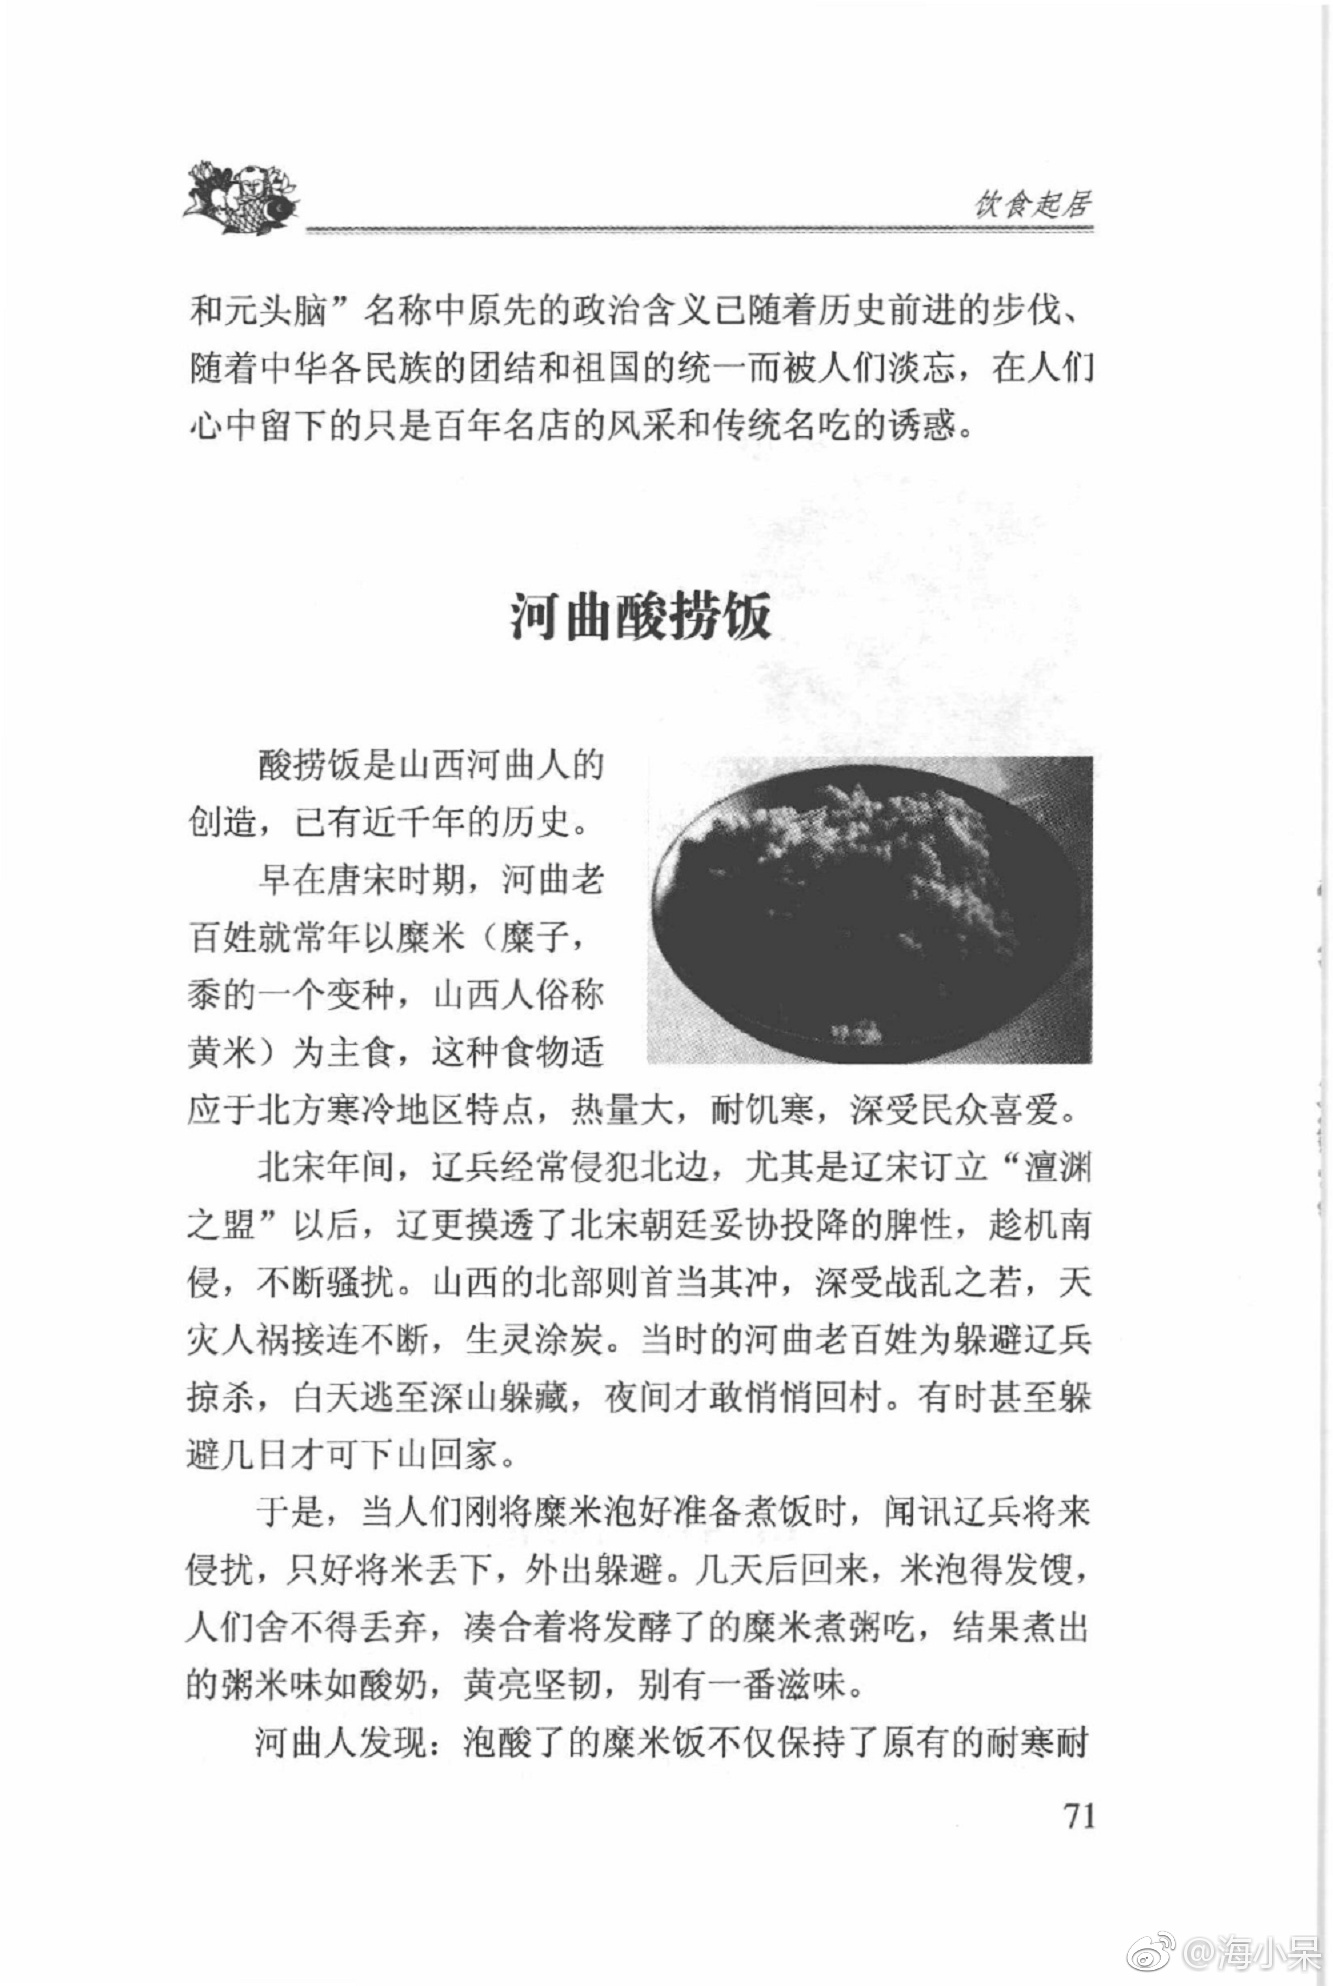 饮食起居
和元头脑”名称中原先的政治含义已随着历史前进的步伐、
随着中华各民族的团结和祖国的统一而被人们淡忘，在人们
心中留下的只是百年名店的风采和传统名吃的诱惑。
河曲酸捞饭
酸捞饭是山西河曲人的
创造，已有近千年的历史。
早在唐宋时期，河曲老
百姓就常年以糜米（糜子，
黍的一个变种，山西人俗称
黄米）为主食，这种食物适
应于北方寒冷地区特点，热量大，耐饥寒，深受民众喜爱。
北宋年间，辽兵经常侵犯北边，尤其是辽宋订立“澶渊
之盟”以后，辽更摸透了北宋朝廷妥协投降的脾性，趁机南
侵，不断骚扰。山西的北部则首当其冲，深受战乱之若，天
灾人祸接连不断，生灵涂炭。当时的河曲老百姓为躲避辽兵
掠杀，白天逃至深山躲藏，夜间才敢悄悄回村。有时甚至躲
避几日才可下山回家。
于是，当人们刚将糜米泡好准备煮饭时，闻讯辽兵将来
侵扰，只好将米丢下，外出躲避。几天后回来，米泡得发馊，
人们舍不得丢弃，凑合着将发酵了的糜米煮粥吃，结果煮出
的粥米味如酸奶，黄亮坚韧，别有一番滋味。
河曲人发现：泡酸了的糜米饭不仅保持了原有的耐寒耐
71
@海小呆